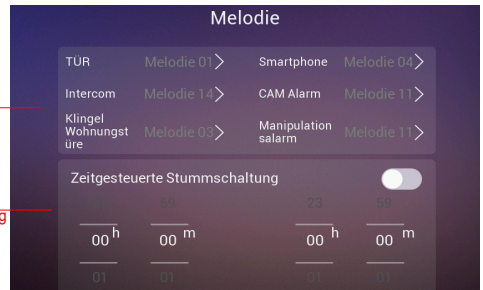 Melodie
TÜR Melodie 01 Smartphone Melodie 04
Intercom Melodie 14 CAM Alarm Melodie 11
Klingel
Wohnungst
üre Melodie 03
Manipulation
salarm Melodie 11
Zeitgesteuerte Stummschaltung
59 23 59
00 h 00 m 00 h 00 m
01 01 01 01
g